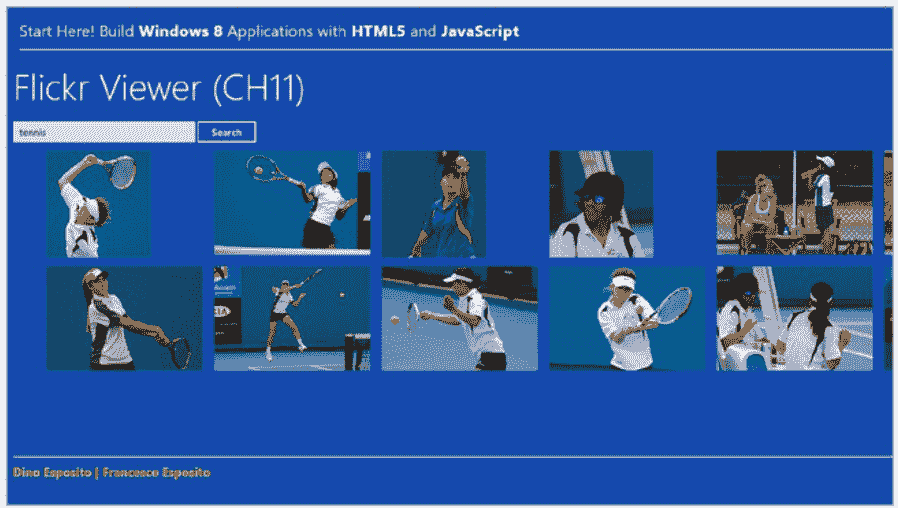 Start Here! Build Windows 8 Applications with HTML5 and JavaScript
Flickr Viewer (CH11)
tennis
Search
Dino Esposito | Francesco Esposito